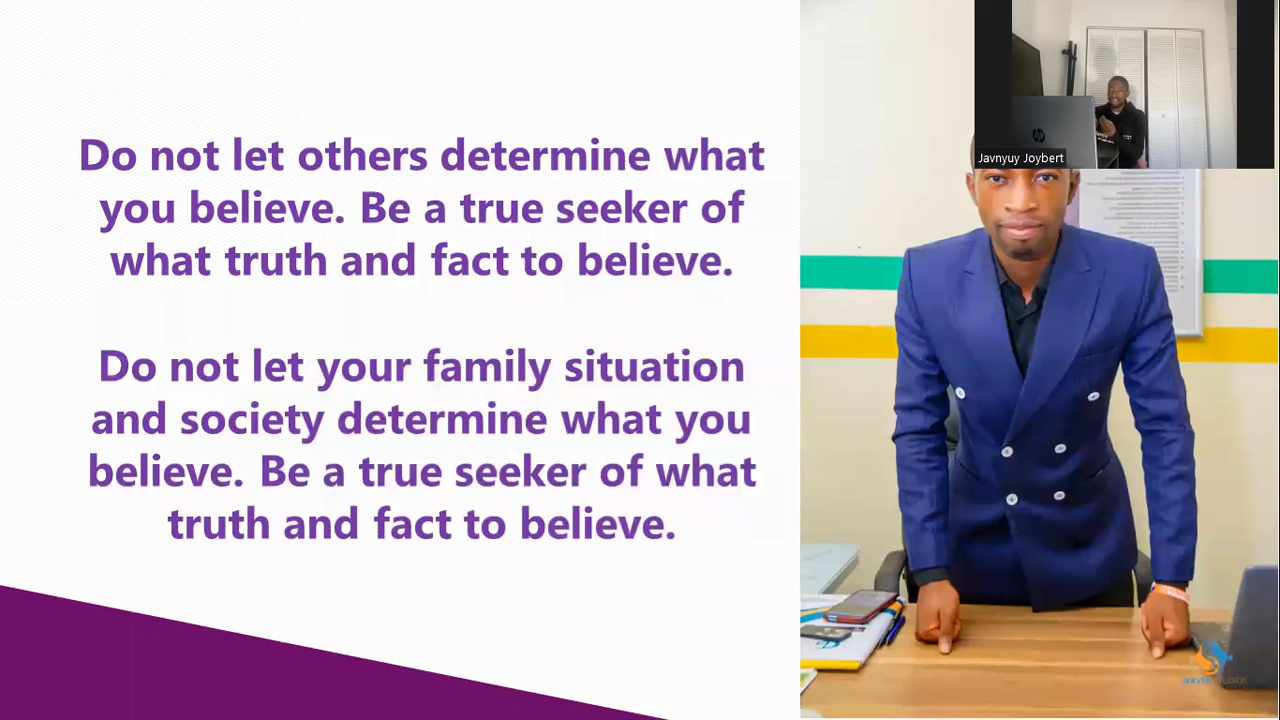 Do not let others determine what
you believe. Be a true seeker of
what truth and fact to believe.
Do not let your family situation
and society determine what you
believe. Be a true seeker of what
truth and fact to believe.
Javnyuy Joybert
hp